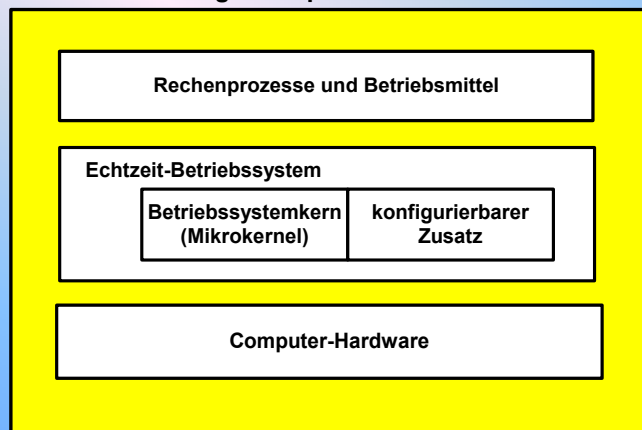 Rechenprozesse und Betriebsmittel
Echtzeit-Betriebssystem
Betriebssystemkern
(Mikrokernel)
konfigurierbarer
Zusatz
Computer-Hardware